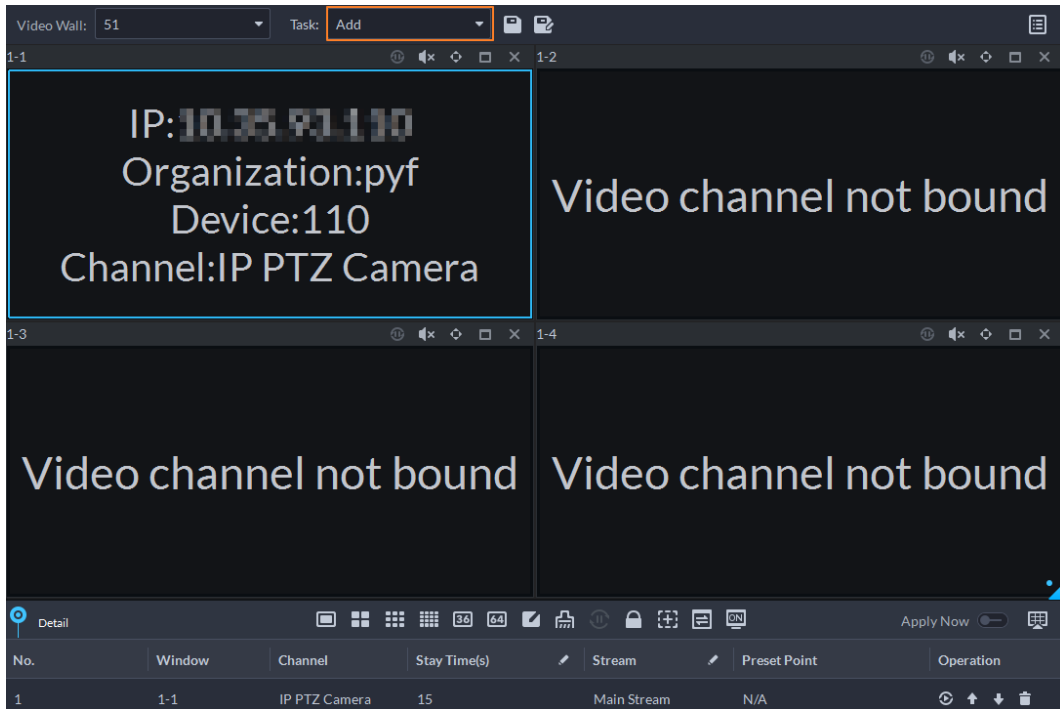 Video Wall: 51 Task: Add
1-1 1-2
IP:
Organization:pyf
Device:110
Channel:IP PTZ Camera
Video channel not bound
1-3 1-4
Video channel not bound
Video channel not bound
Detail 36 64 ON Apply Now
No. Window Channel Stay Time(s) Stream Preset Point Operation
1 1-1 IP PTZ Camera 15 Main Stream N/A